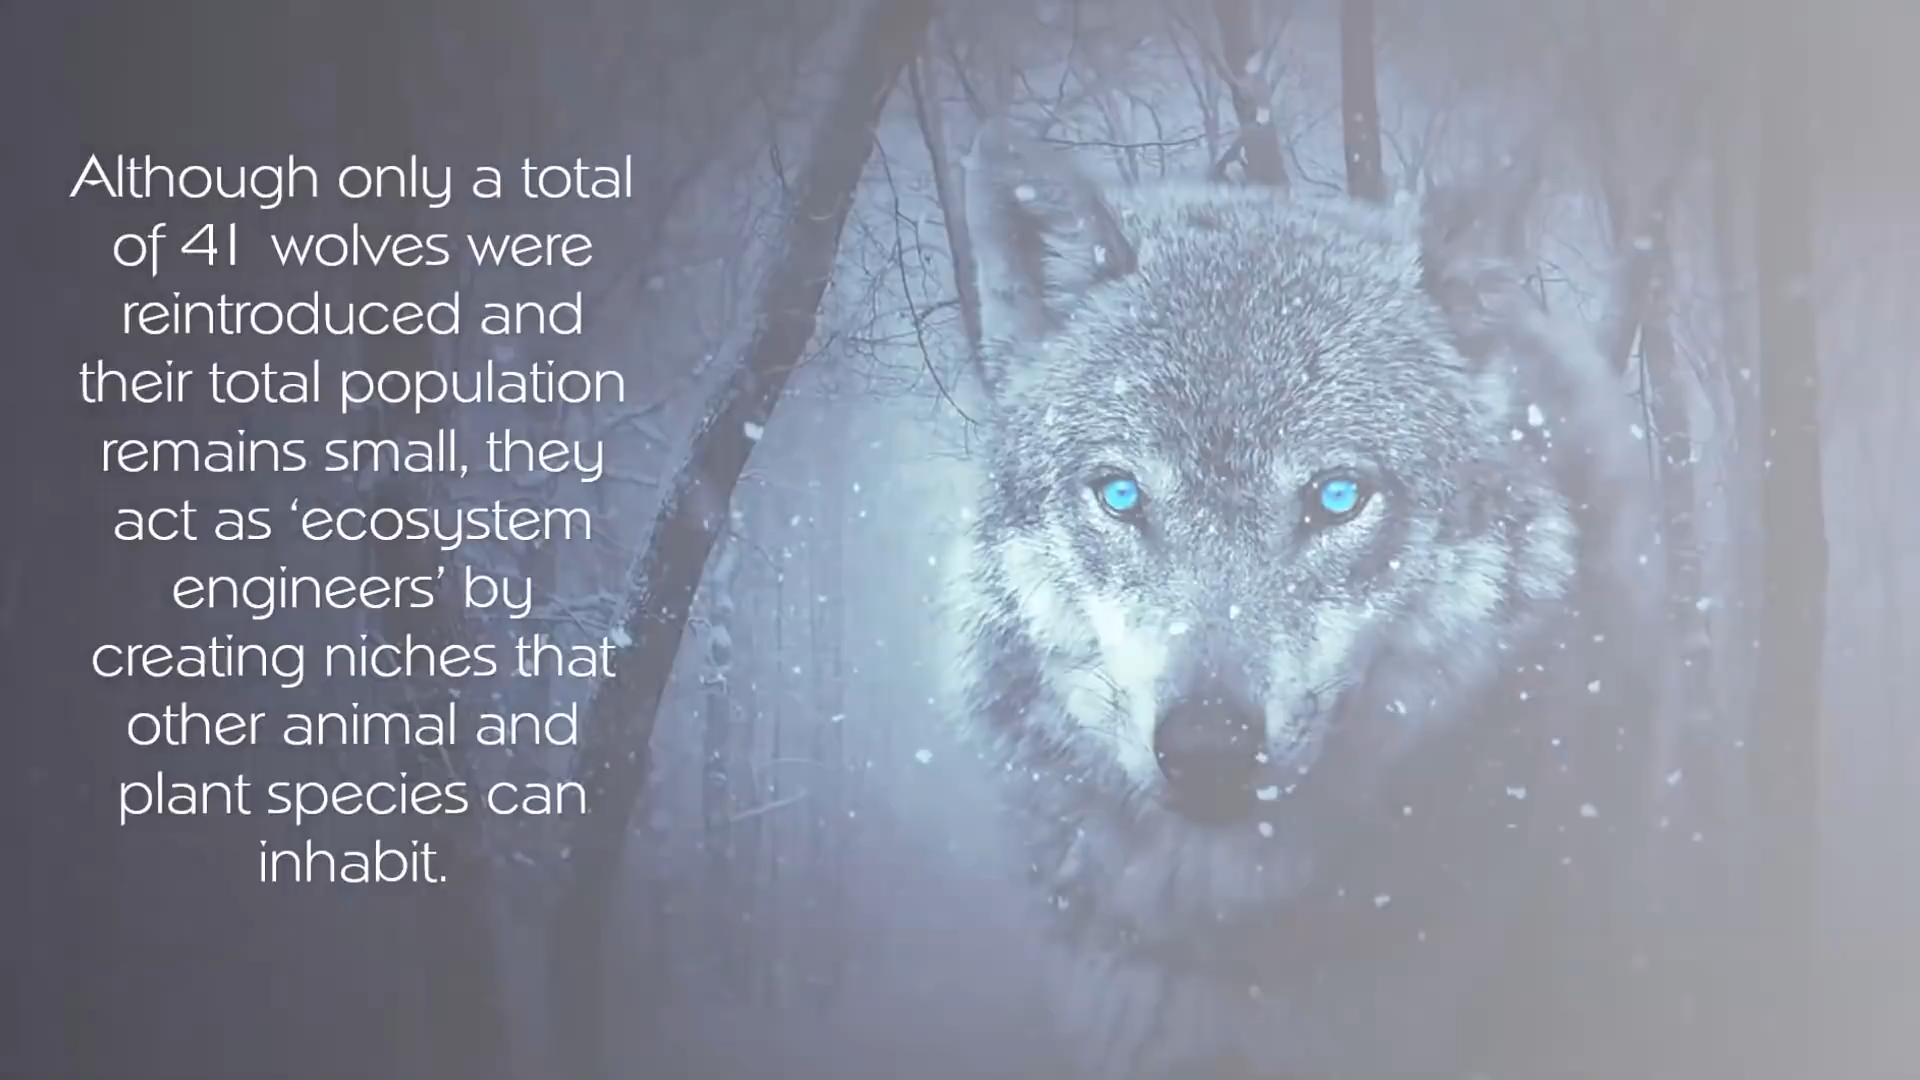 Although only a total
of 41 wolves were
reintroduced and
their total population
remains small, they
act as ‘ecosystem
engineers’ by
creating niches that
other animal and
plant species can
inhabit.